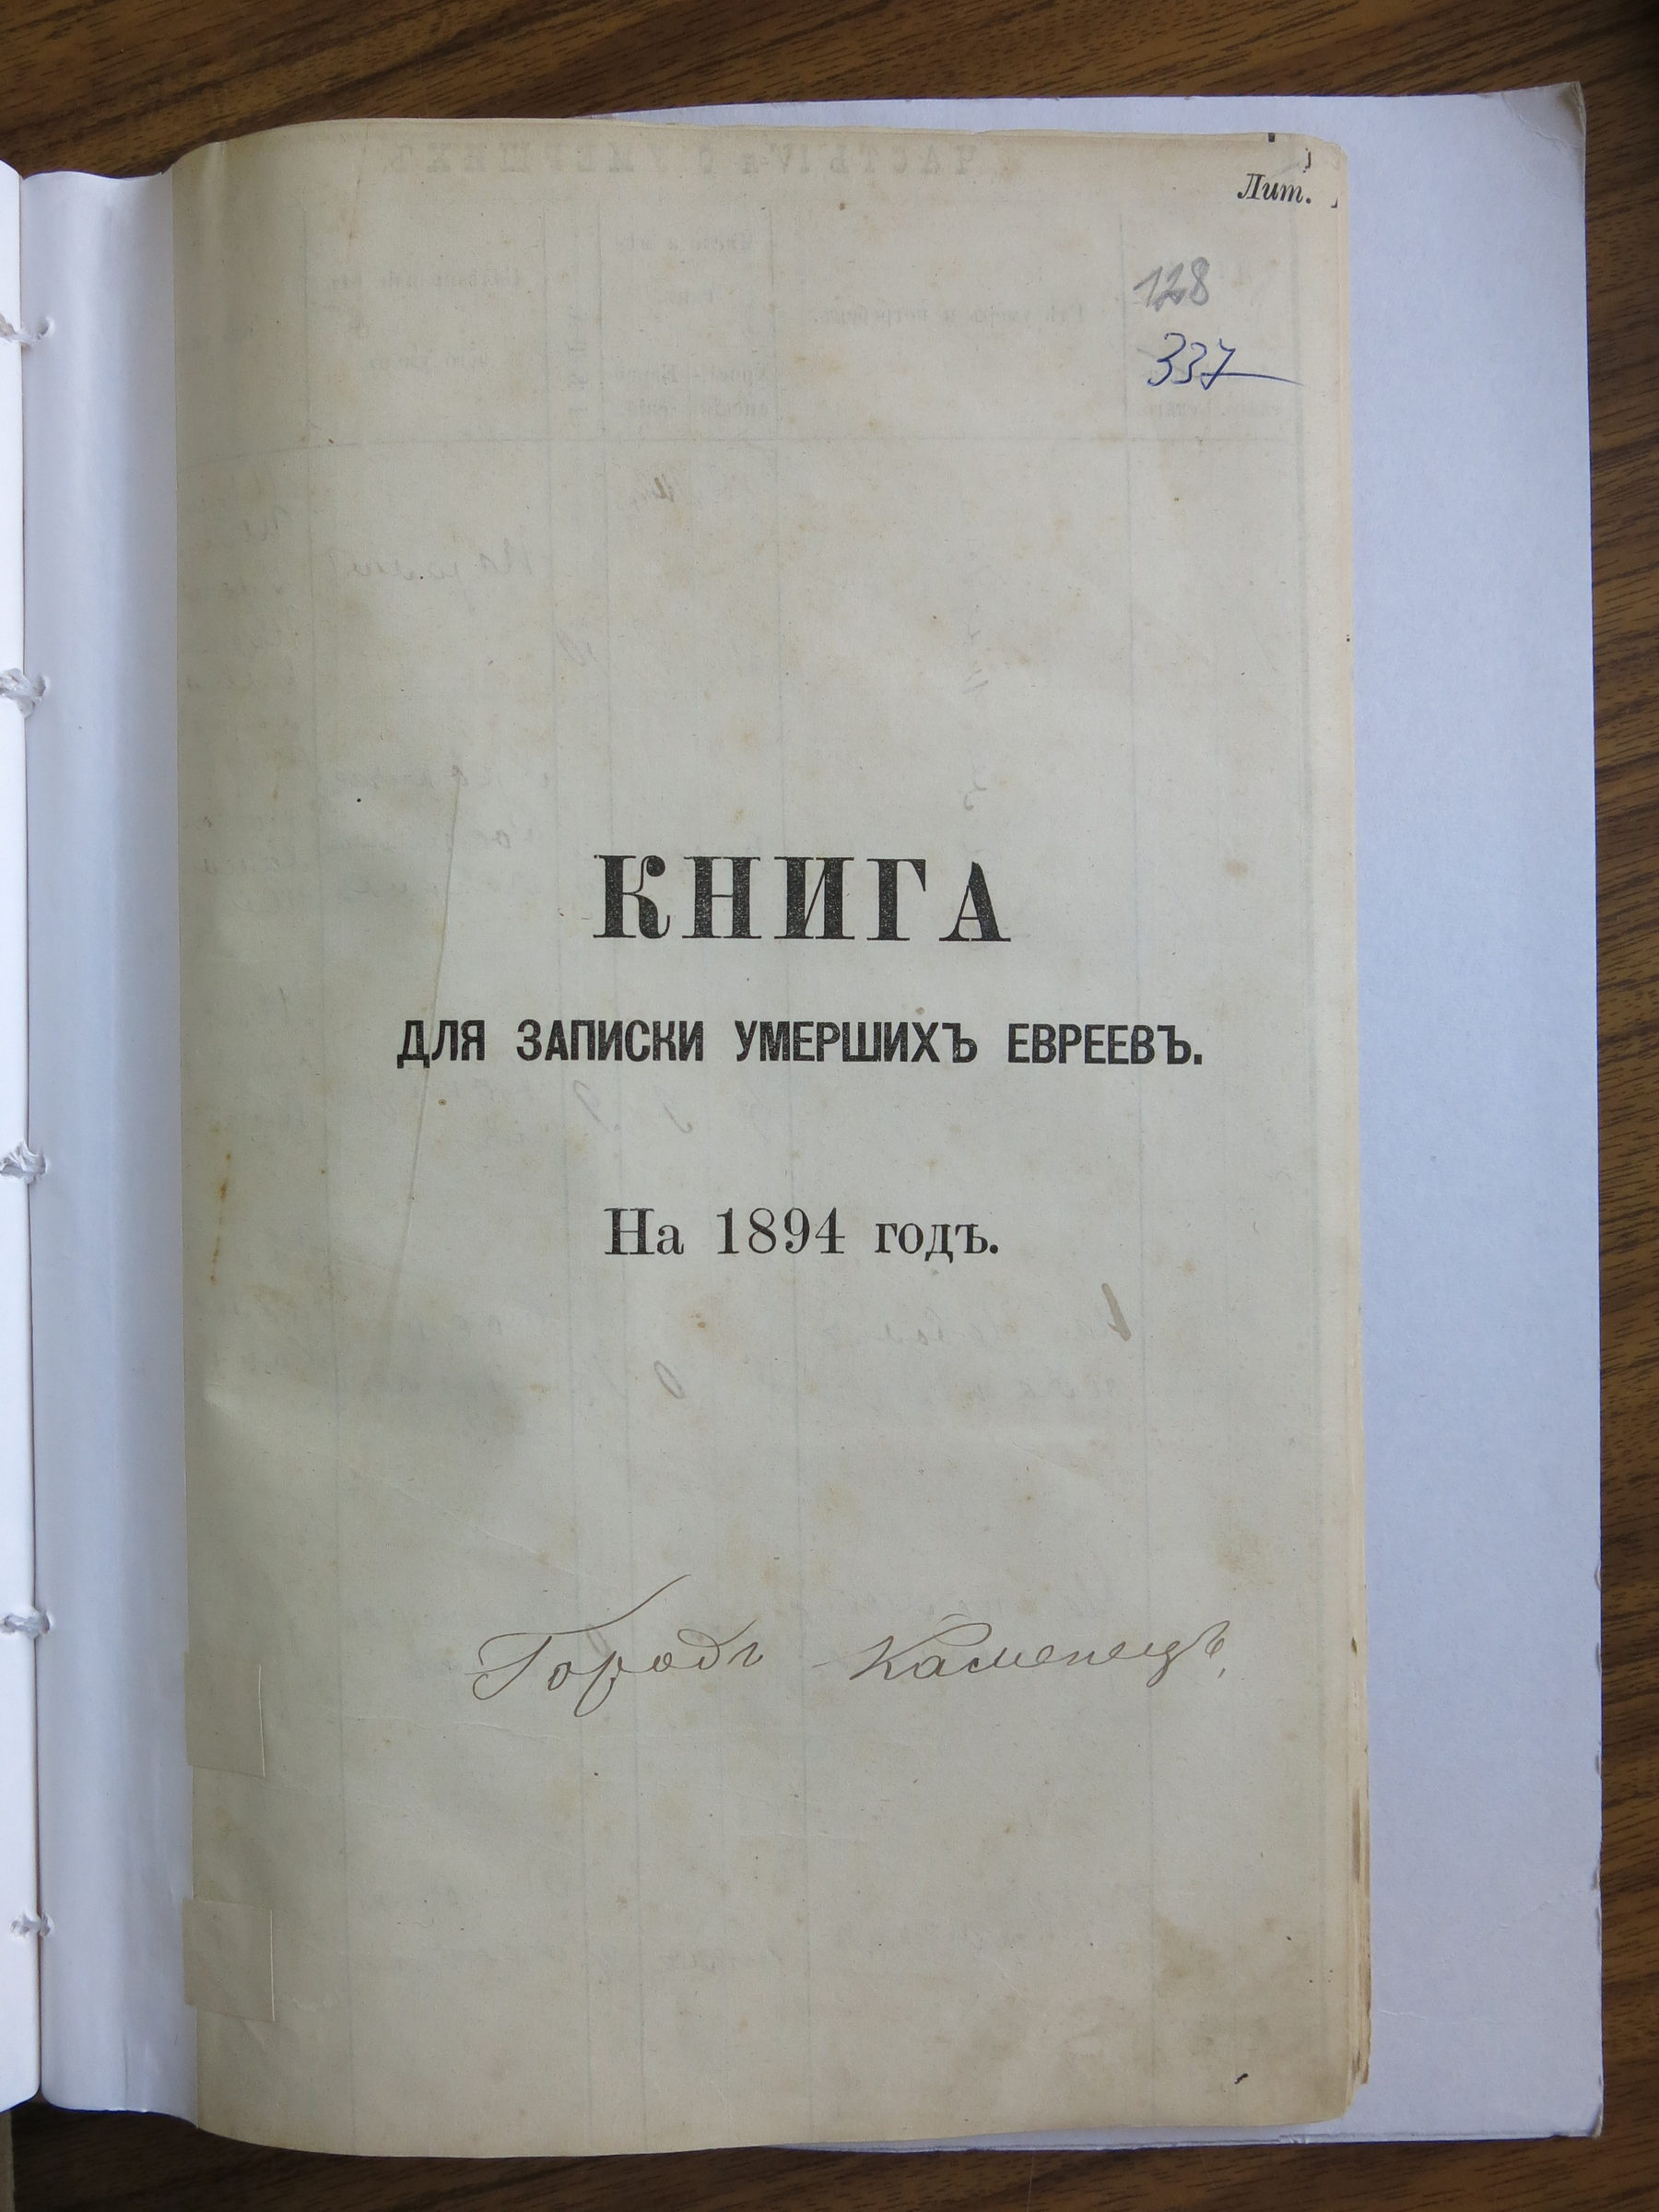 Лит.
128
337
КНИГА
ДЛЯ ЗАПИСКИ УМЕРШИХЪ ЕВРЕЕВЪ.
На 1894 годъ.
Городъ Каменецъ,